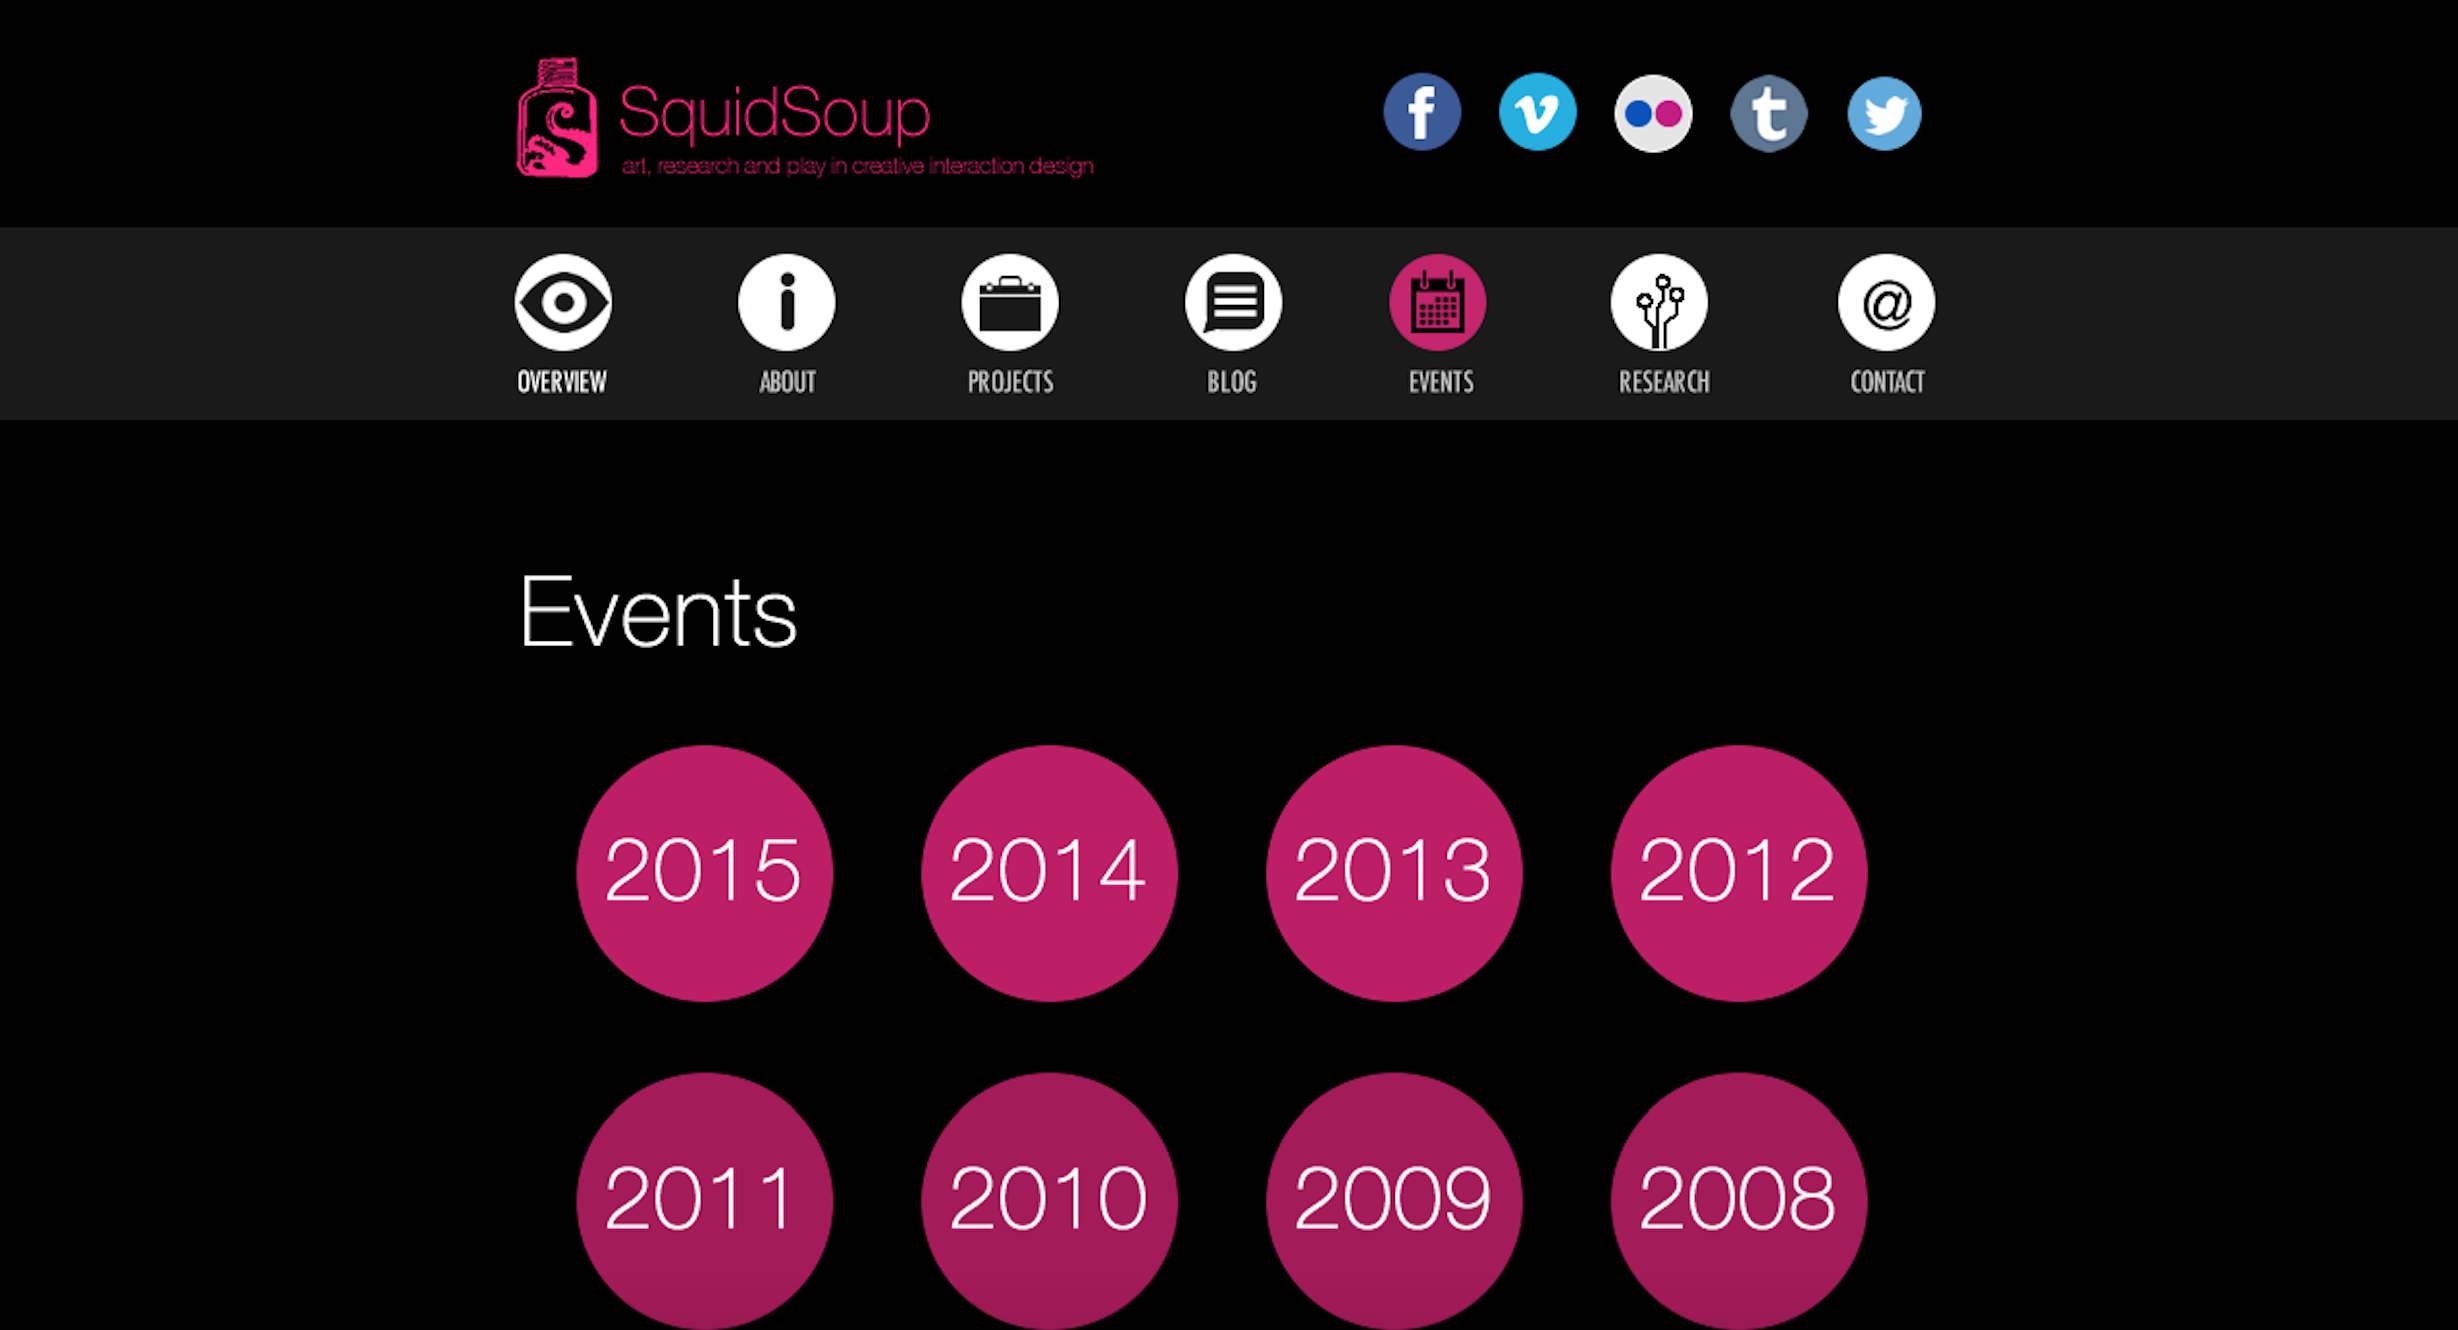 SquidSoup
art, research and play in creative interaction design
OVERVIEW ABOUT PROJECTS BLOG EVENTS RESEARCH CONTACT
Events
2015 2014 2013 2012
2011 2010 2009 2008